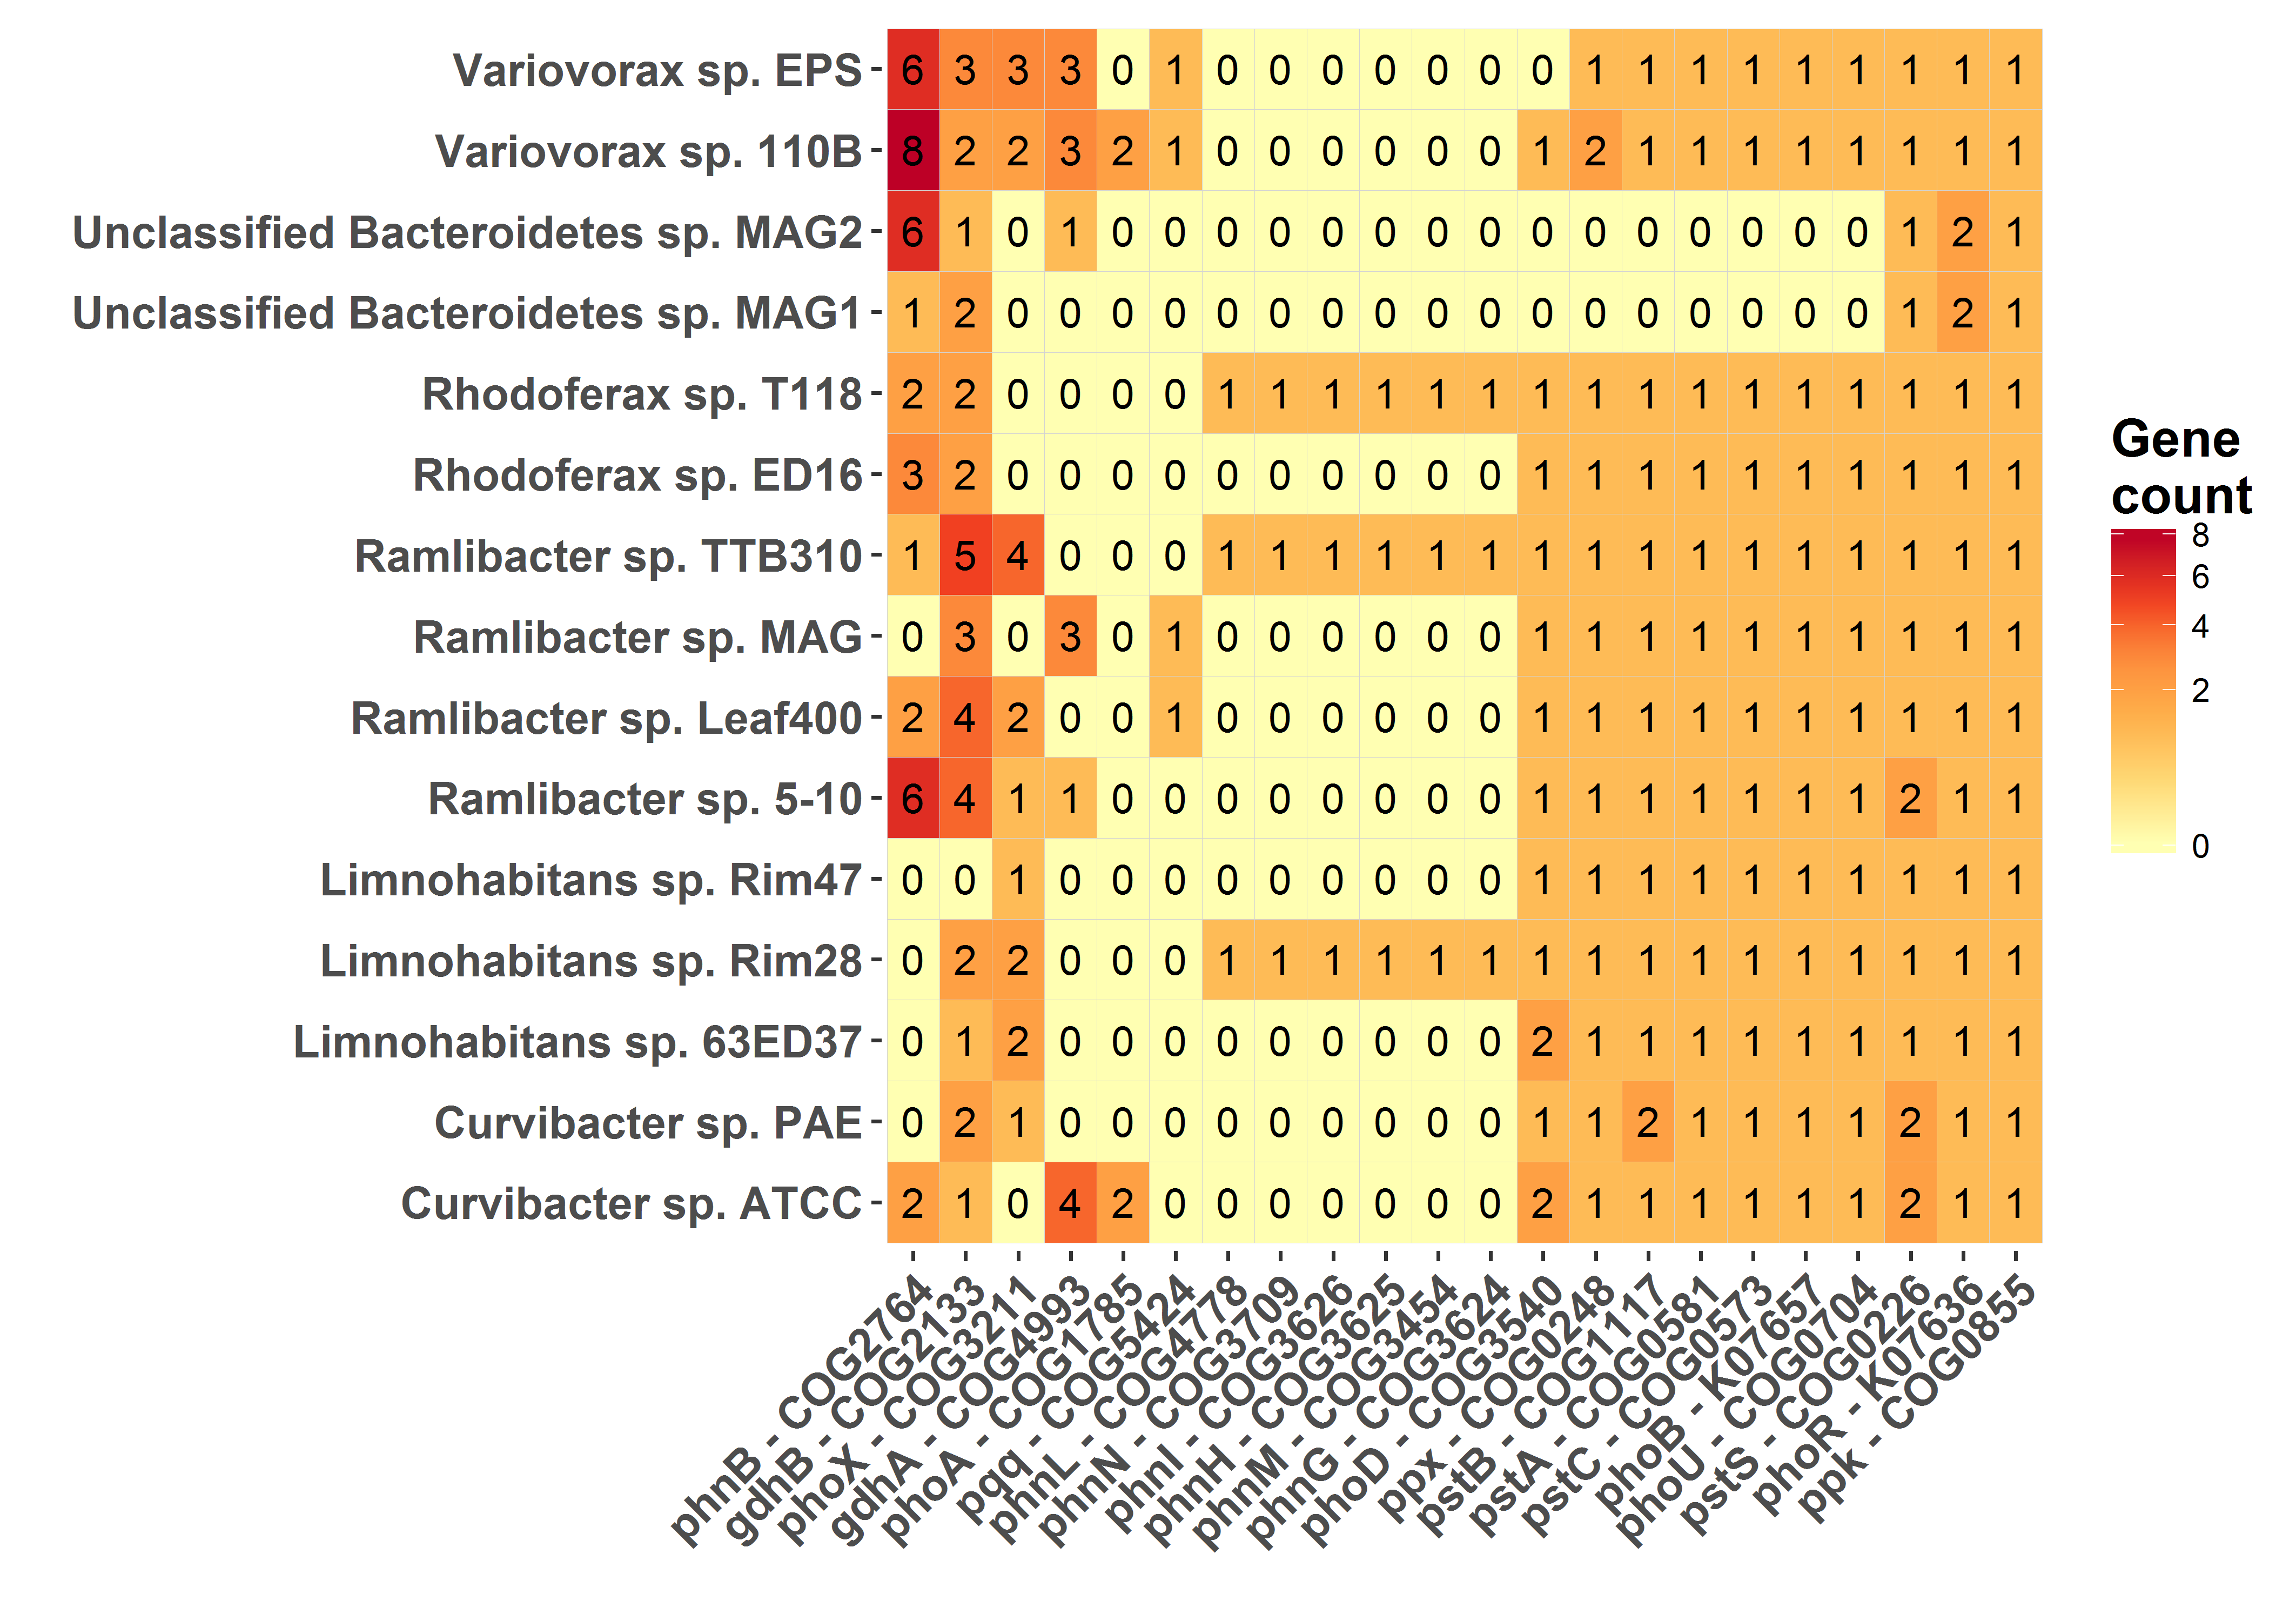 Variovorax sp. EPS 6 3 3 3 0 1 0 0 0 0 0 0 0 1 1 1 1 1 1 1 1 1
Variovorax sp. 110B 8 2 2 3 2 1 0 0 0 0 0 0 1 2 1 1 1 1 1 1 1 1
Unclassified Bacteroidetes sp. MAG2 6 1 0 1 0 0 0 0 0 0 0 0 0 0 0 0 0 0 0 1 2 1
Unclassified Bacteroidetes sp. MAG1 1 2 0 0 0 0 0 0 0 0 0 0 0 0 0 0 0 0 0 1 2 1
Rhodoferax sp. T118 2 2 0 0 0 0 1 1 1 1 1 1 1 1 1 1 1 1 1 1 1 1
Rhodoferax sp. ED16 3 2 0 0 0 0 0 0 0 0 0 0 1 1 1 1 1 1 1 1 1 1
Ramlibacter sp. TTB310 1 5 4 0 0 0 1 1 1 1 1 1 1 1 1 1 1 1 1 1 1 1
Ramlibacter sp. MAG 0 3 0 3 0 1 0 0 0 0 0 0 1 1 1 1 1 1 1 1 1 1
Ramlibacter sp. Leaf400 2 4 2 0 0 1 0 0 0 0 0 0 1 1 1 1 1 1 1 1 1 1
Ramlibacter sp. 5-10 6 4 1 1 0 0 0 0 0 0 0 0 1 1 1 1 1 1 1 2 1 1
Limnohabitans sp. Rim47 0 0 1 0 0 0 0 0 0 0 0 0 1 1 1 1 1 1 1 1 1 1
Limnohabitans sp. Rim28 0 2 2 0 0 0 1 1 1 1 1 1 1 1 1 1 1 1 1 1 1 1
Limnohabitans sp. 63ED37 0 1 2 0 0 0 0 0 0 0 0 0 2 1 1 1 1 1 1 1 1 1
Curvibacter sp. PAE 0 2 1 0 0 0 0 0 0 0 0 0 1 1 2 1 1 1 1 2 1 1
Curvibacter sp. ATCC 2 1 0 4 2 0 0 0 0 0 0 0 2 1 1 1 1 1 1 2 1 1
phnB - COG2764
gdhB - COG2133
phoX - COG3211
gdhA - COG4993
phoA - COG1785
pqq - COG5424
phnL - COG4778
phnN - COG3709
phnI - COG3626
phnH - COG3625
phnM - COG3454
phnG - COG3624
phoD - COG3540
ppx - COG0248
pstB - COG1117
pstA - COG0581
pstC - COG0573
phoB - K07657
phoU - COG0704
pstS - COG0226
phoR - K07636
ppk - COG0855
Gene
count
8
6
4
2
0